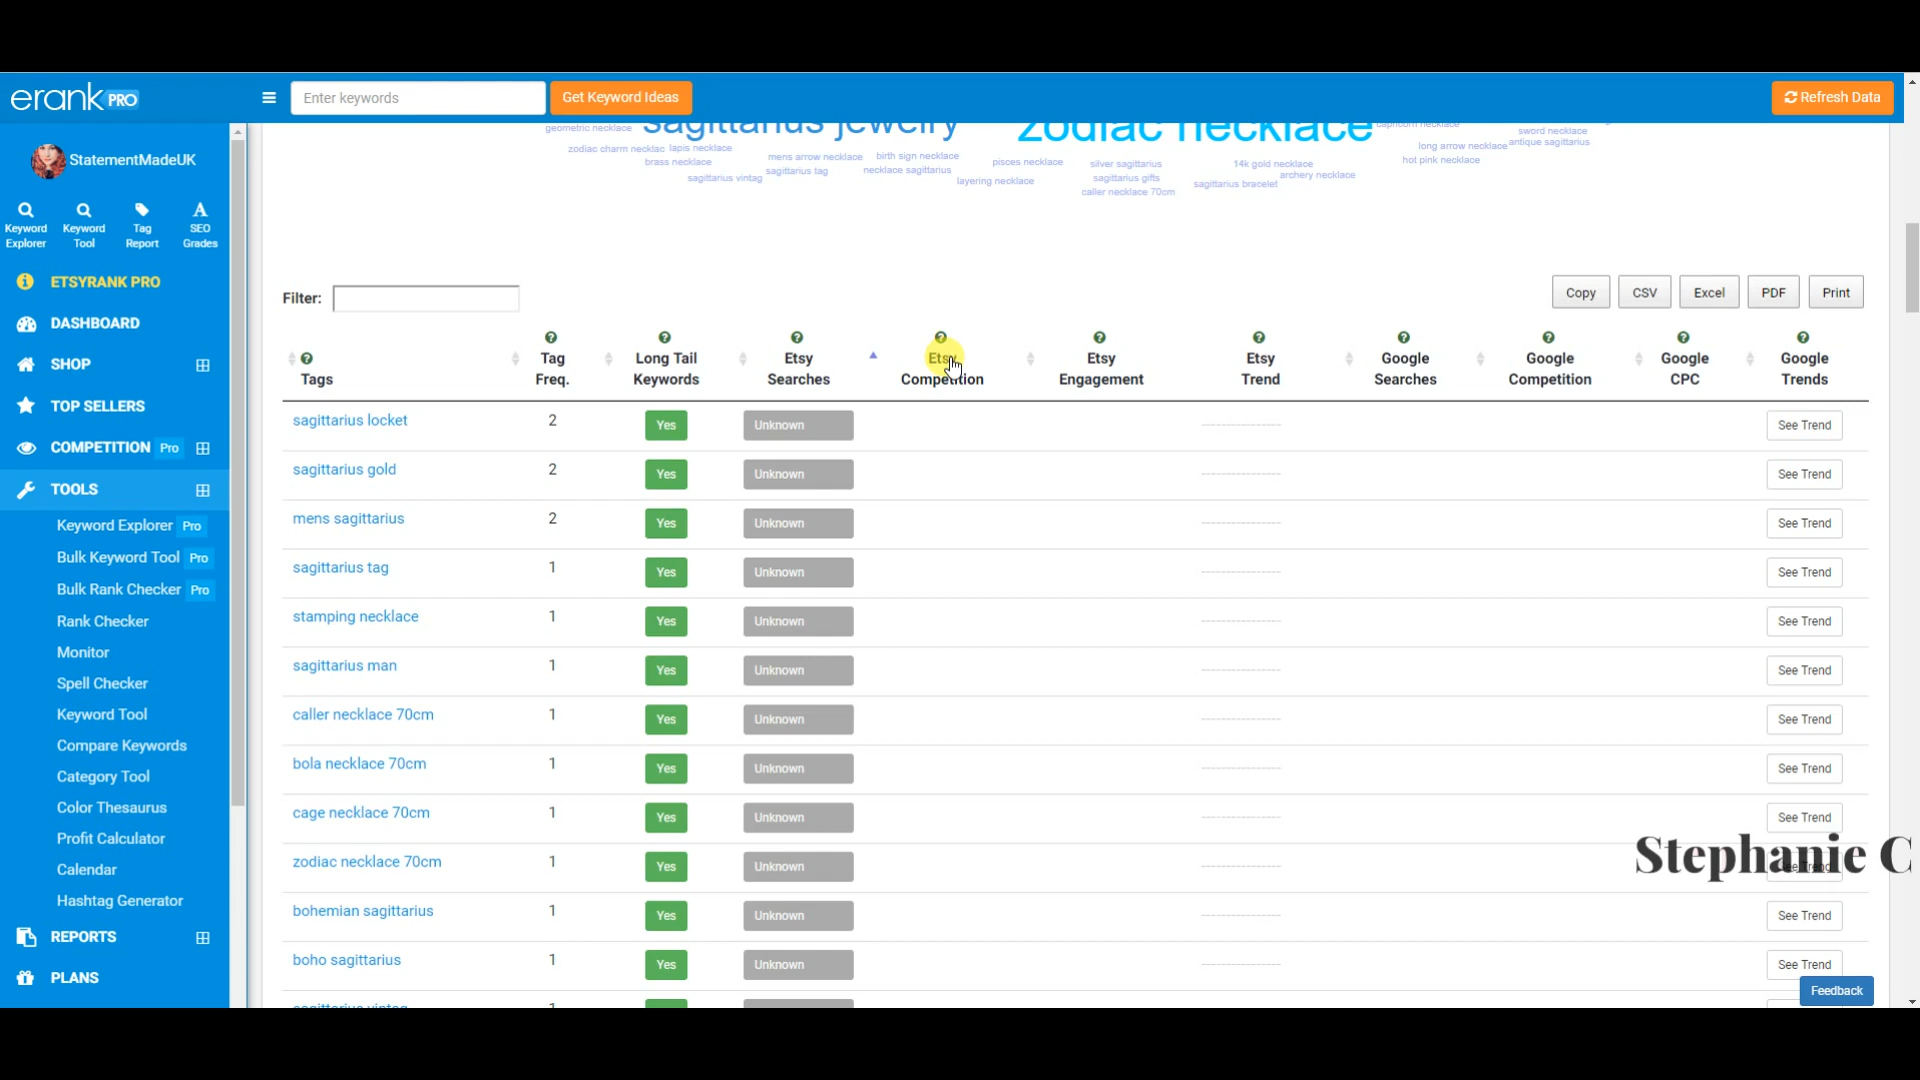 erank PRO
Enter keywords
Get Keyword Ideas
Refresh Data
StatementMadeUK
Keyword Explorer
Keyword Tool
Tag Report
SEO Grades
ETSYRANK PRO
DASHBOARD
SHOP
TOP SELLERS
COMPETITION Pro
TOOLS
Keyword Explorer Pro
Bulk Keyword Tool Pro
Bulk Rank Checker Pro
Rank Checker
Monitor
Spell Checker
Keyword Tool
Compare Keywords
Category Tool
Color Thesaurus
Profit Calculator
Calendar
Hashtag Generator
REPORTS
PLANS
geometric necklace sagittarius jewelry zodiac necklace capricorn necklace
sword necklace
zodiac charm necklac lapis necklace long arrow necklace antique sagittarius
brass necklace mens arrow necklace birth sign necklace pisces necklace silver sagittarius 14k gold necklace hot pink necklace
sagittarius vintag sagittarius tag necklace sagittarius layering necklace sagittarius gifts sagittarius bracelet archery necklace
caller necklace 70cm
Filter:
Copy CSV Excel PDF Print
Tags
Tag Freq.
Long Tail Keywords
Etsy Searches
Etsy Competition
Etsy Engagement
Etsy Trend
Google Searches
Google Competition
Google CPC
Google Trends
sagittarius locket 2 Yes Unknown See Trend
sagittarius gold 2 Yes Unknown See Trend
mens sagittarius 2 Yes Unknown See Trend
sagittarius tag 1 Yes Unknown See Trend
stamping necklace 1 Yes Unknown See Trend
sagittarius man 1 Yes Unknown See Trend
caller necklace 70cm 1 Yes Unknown See Trend
bola necklace 70cm 1 Yes Unknown See Trend
cage necklace 70cm 1 Yes Unknown See Trend
zodiac necklace 70cm 1 Yes Unknown See Trend
Stephanie C
bohemian sagittarius 1 Yes Unknown See Trend
boho sagittarius 1 Yes Unknown See Trend
sagittarius vintag 1
Feedback